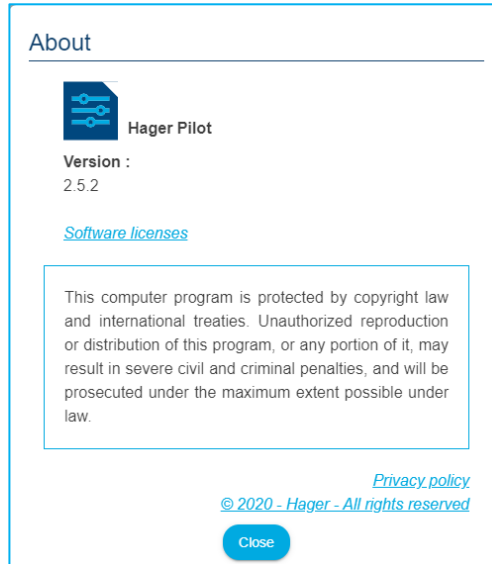 About
Hager Pilot
Version :
2.5.2
Software licenses
This computer program is protected by copyright law
and international treaties. Unauthorized reproduction
or distribution of this program, or any portion of it, may
result in severe civil and criminal penalties, and will be
prosecuted under the maximum extent possible under
law.
Privacy policy
© 2020 - Hager - All rights reserved
Close